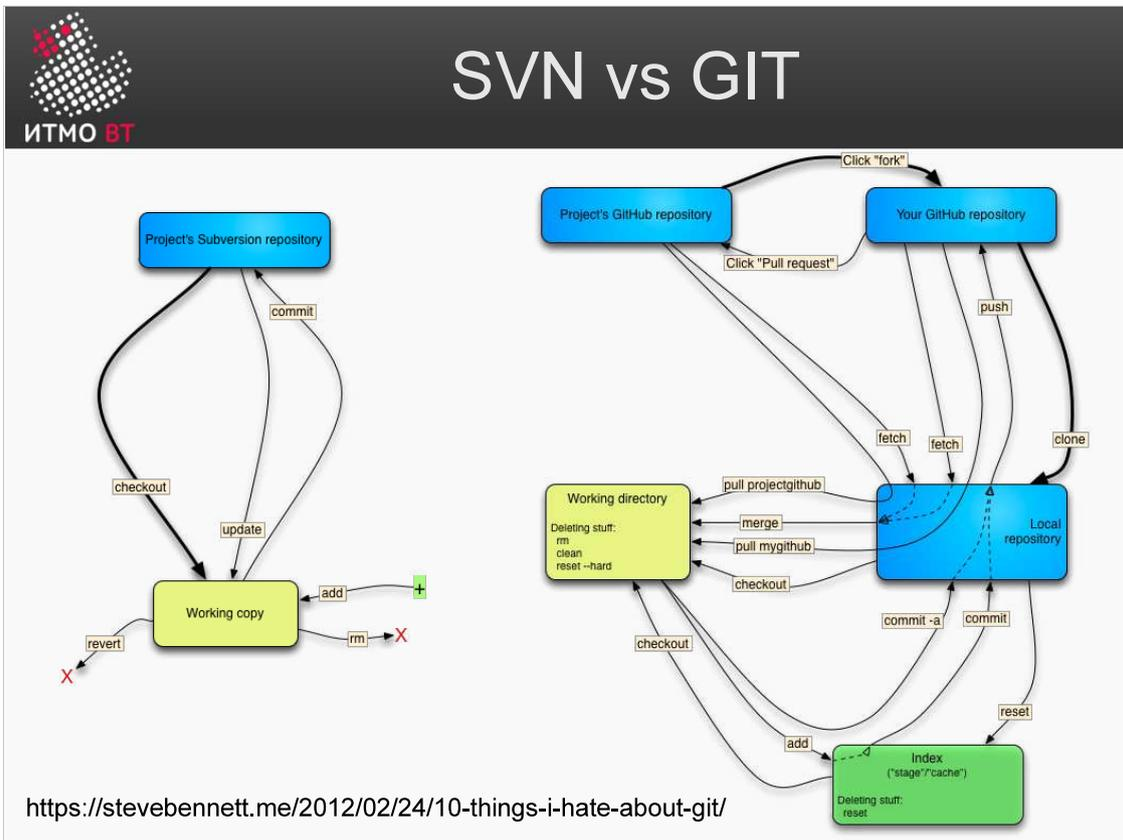 SVN vs GIT
ИТМО ВТ
Project's Subversion repository
commit
checkout
update
Working copy
add
+
rm
X
revert
X
Click "fork"
Project's GitHub repository
Your GitHub repository
Click "Pull request"
push
fetch
fetch
clone
pull projectgithub
merge
pull mygithub
checkout
Working directory
Deleting stuff:
rm
clean
reset --hard
Local
repository
commit -a
commit
checkout
reset
add
Index
("stage"/"cache")
Deleting stuff:
reset
https://stevebennett.me/2012/02/24/10-things-i-hate-about-git/